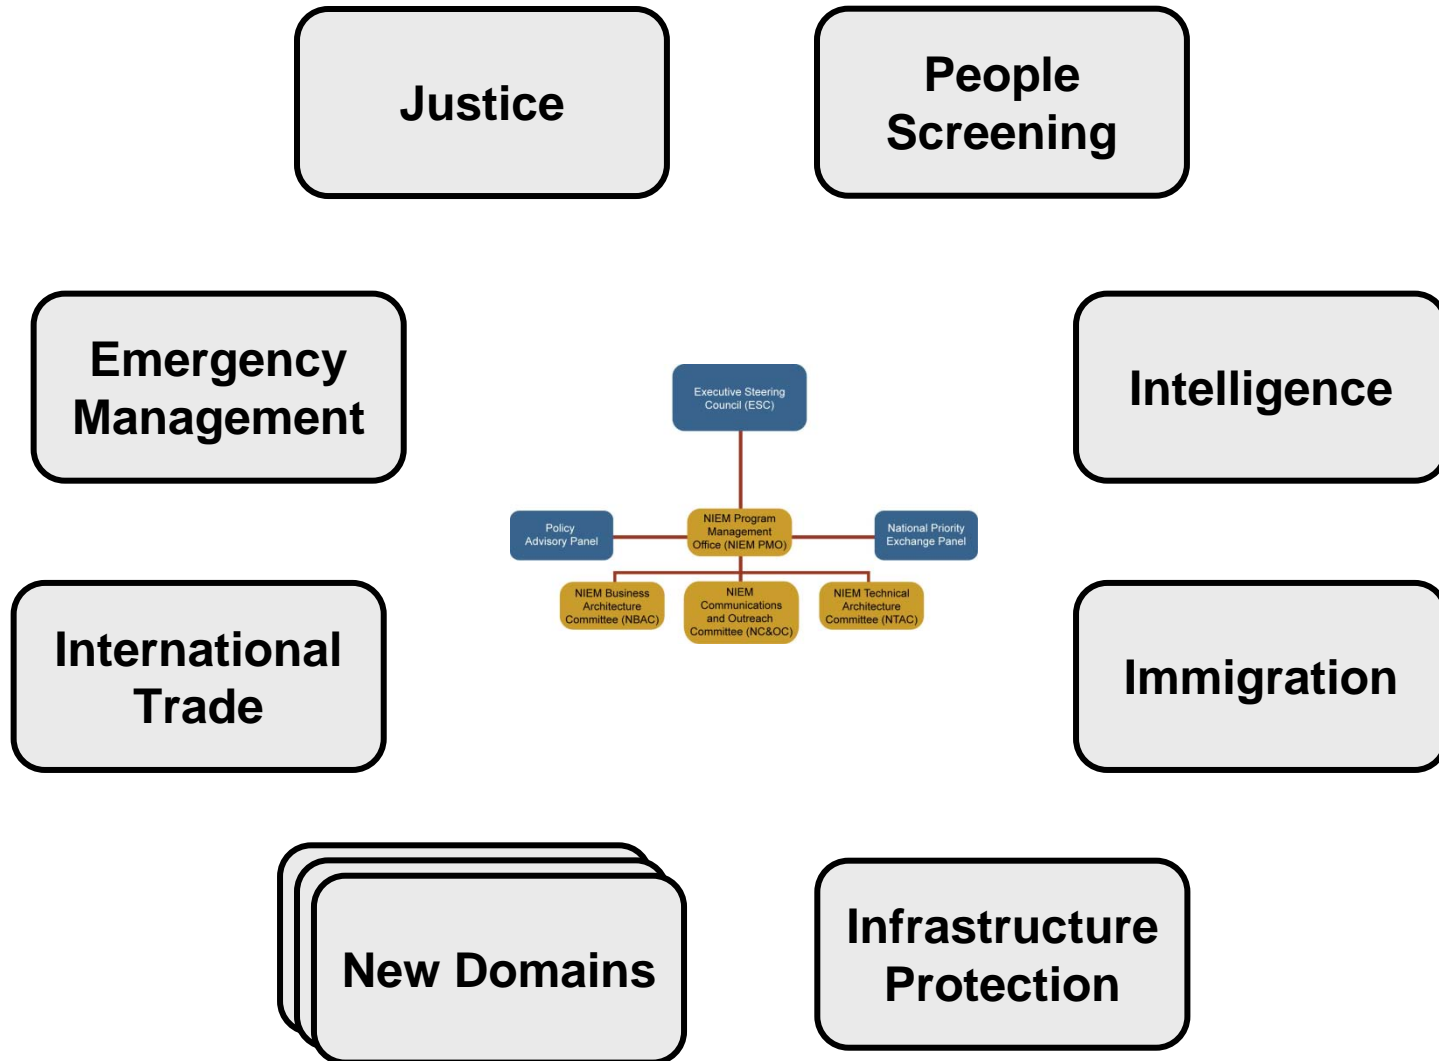 Justice
People
Screening
Emergency
Management
Intelligence
Executive Steering
Council (ESC)
Policy
Advisory Panel
NIEM Program
Management
Office (NIEM PMO)
National Priority
Exchange Panel
NIEM Business
Architecture
Committee (NBAC)
NIEM
Communications
and Outreach
Committee (NC&OC)
NIEM Technical
Architecture
Committee (NTAC)
International
Trade
Immigration
New Domains
Infrastructure
Protection